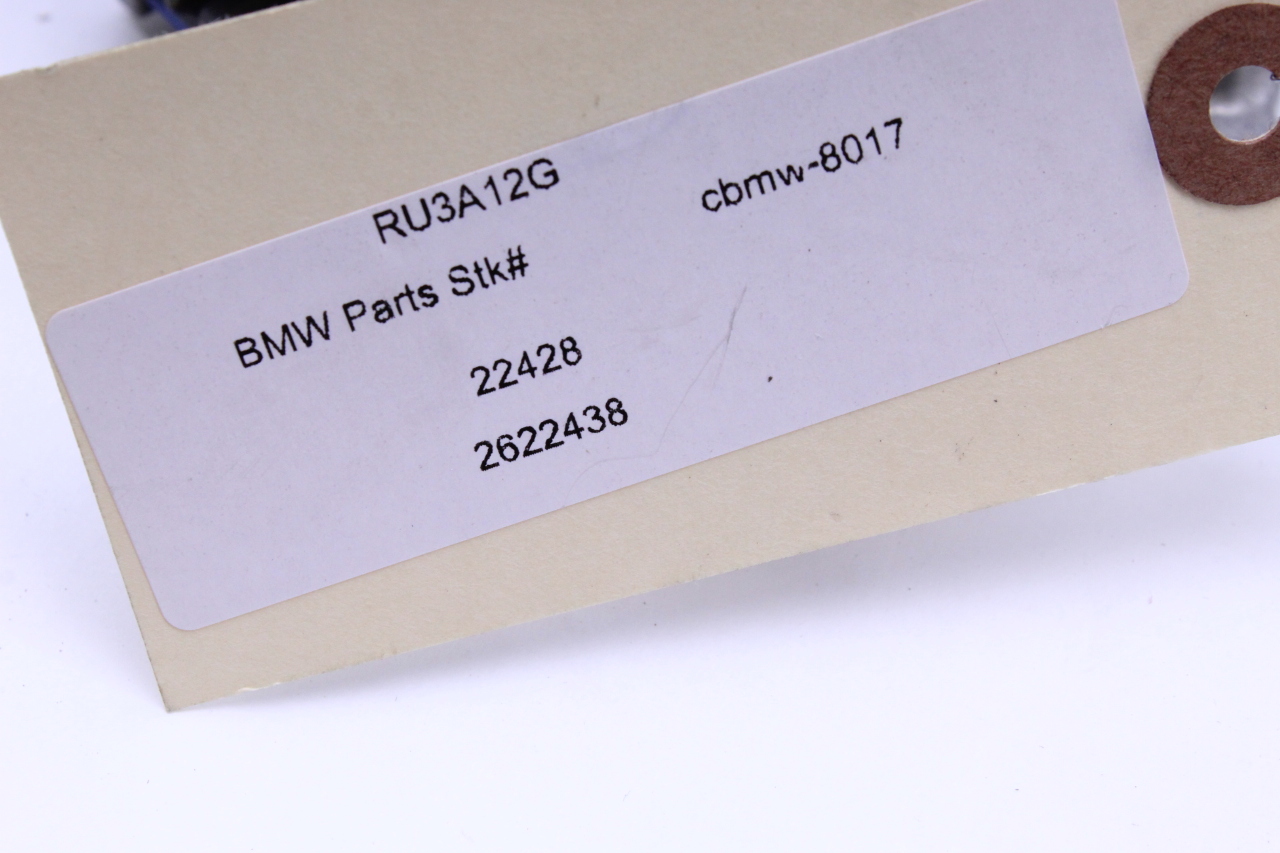 RU3A12G
cbmw-8017
BMW Parts Stk#
22428
2622438